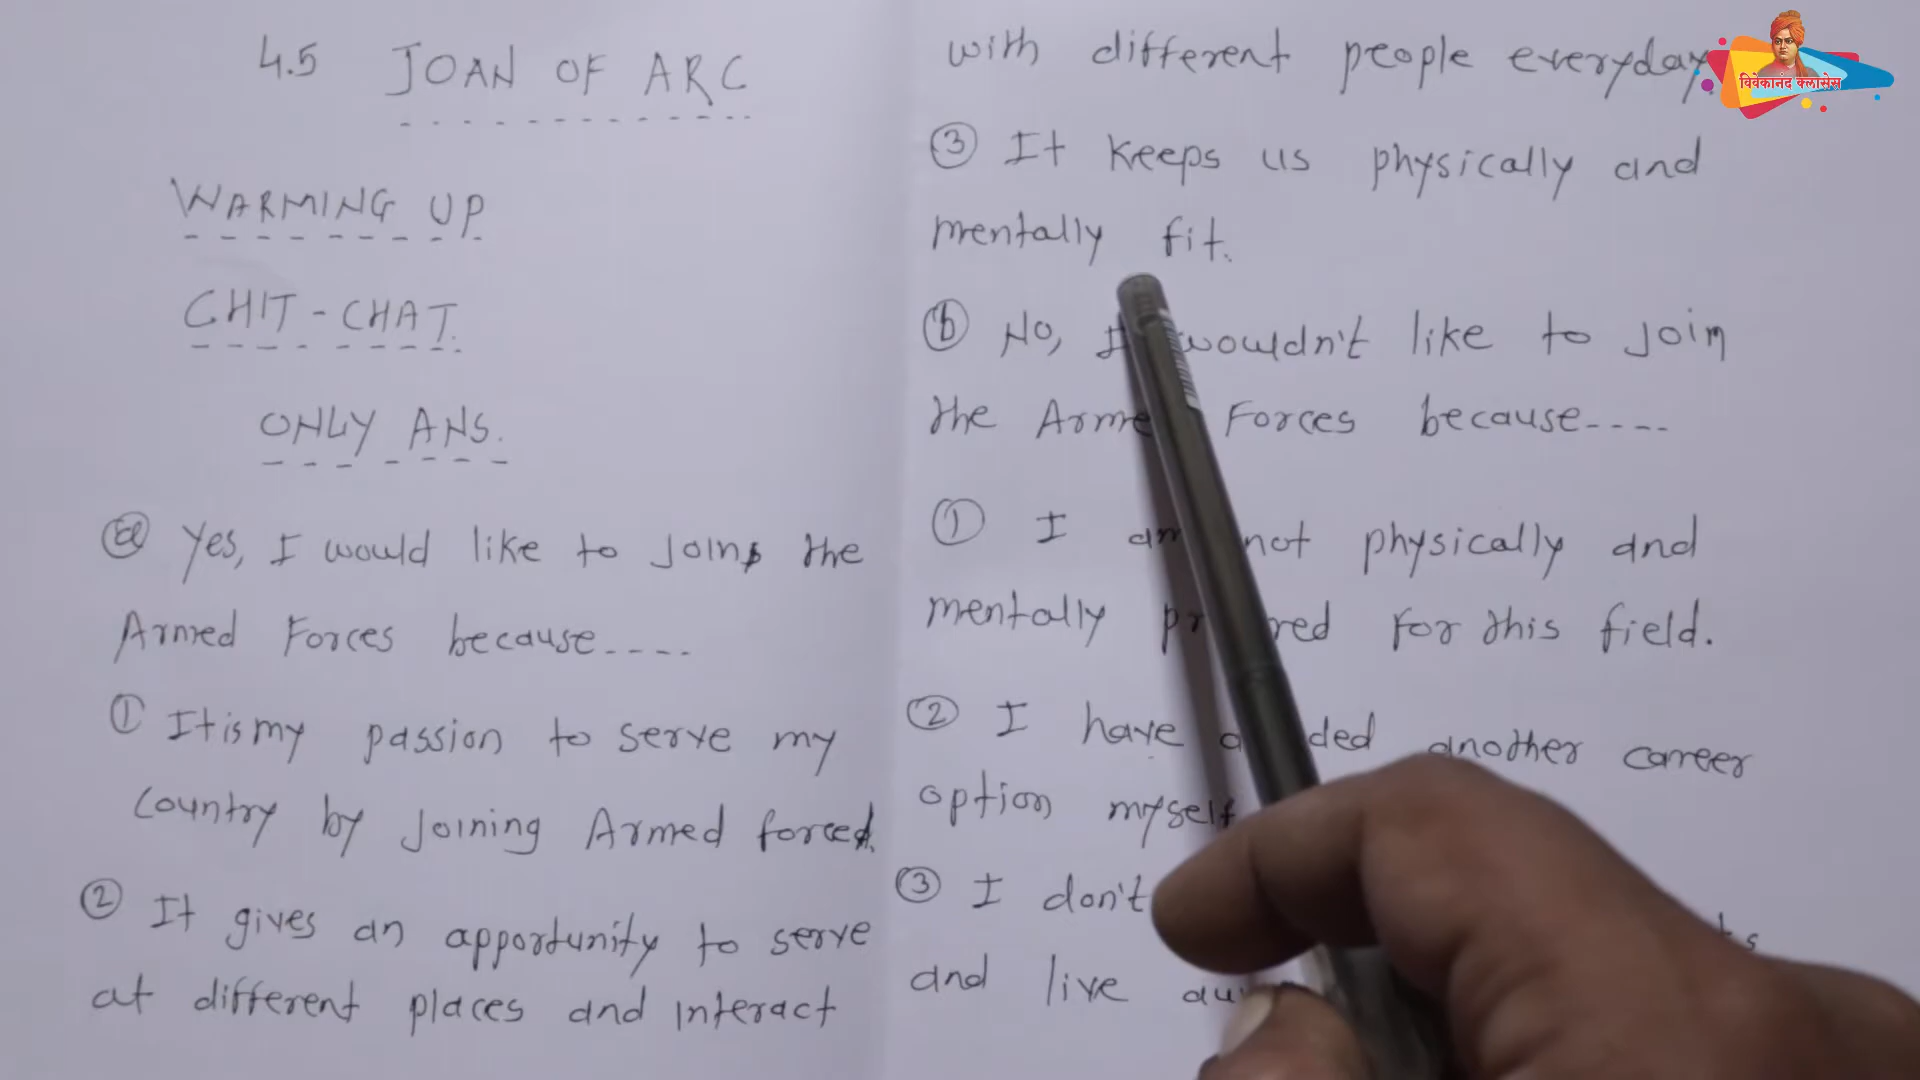 4.5 JOAN OF ARC
WARMING UP
CHIT-CHAT.
ONLY ANS.
(a) Yes, I would like to join the
Armed Forces because....
① It is my passion to serve my
country by joining Armed forced.
② It gives an apportunity to serve
at different places and interact
with different people everyday.
③ It keeps us physically and
mentally fit.
ⓑ No, I wouldn't like to join
the Forces because----
① I not physically and
mentally for this field.
② I have another career
option myself
③ I don't
and live
विवेकानंद क्लासेस